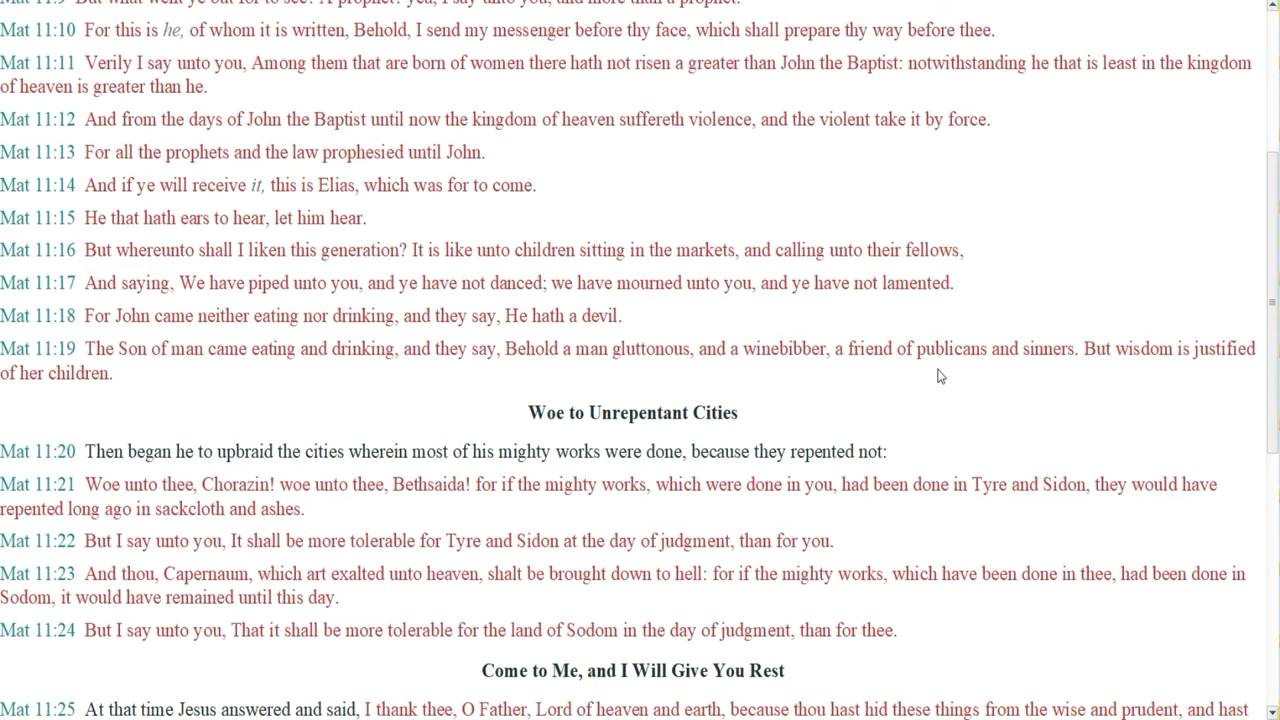 Mat 11:9 But what went ye out for to see? A prophet? yea, I say unto you, and more than a prophet.
Mat 11:10 For this is he, of whom it is written, Behold, I send my messenger before thy face, which shall prepare thy way before thee.
Mat 11:11 Verily I say unto you, Among them that are born of women there hath not risen a greater than John the Baptist: notwithstanding he that is least in the kingdom
of heaven is greater than he.
Mat 11:12 And from the days of John the Baptist until now the kingdom of heaven suffereth violence, and the violent take it by force.
Mat 11:13 For all the prophets and the law prophesied until John.
Mat 11:14 And if ye will receive it, this is Elias, which was for to come.
Mat 11:15 He that hath ears to hear, let him hear.
Mat 11:16 But whereunto shall I liken this generation? It is like unto children sitting in the markets, and calling unto their fellows,
Mat 11:17 And saying, We have piped unto you, and ye have not danced; we have mourned unto you, and ye have not lamented.
Mat 11:18 For John came neither eating nor drinking, and they say, He hath a devil.
Mat 11:19 The Son of man came eating and drinking, and they say, Behold a man gluttonous, and a winebibber, a friend of publicans and sinners. But wisdom is justified
of her children.
Woe to Unrepentant Cities
Mat 11:20 Then began he to upbraid the cities wherein most of his mighty works were done, because they repented not:
Mat 11:21 Woe unto thee, Chorazin! woe unto thee, Bethsaida! for if the mighty works, which were done in you, had been done in Tyre and Sidon, they would have
repented long ago in sackcloth and ashes.
Mat 11:22 But I say unto you, It shall be more tolerable for Tyre and Sidon at the day of judgment, than for you.
Mat 11:23 And thou, Capernaum, which art exalted unto heaven, shalt be brought down to hell: for if the mighty works, which have been done in thee, had been done in
Sodom, it would have remained until this day.
Mat 11:24 But I say unto you, That it shall be more tolerable for the land of Sodom in the day of judgment, than for thee.
Come to Me, and I Will Give You Rest
Mat 11:25 At that time Jesus answered and said, I thank thee, O Father, Lord of heaven and earth, because thou hast hid these things from the wise and prudent, and hast